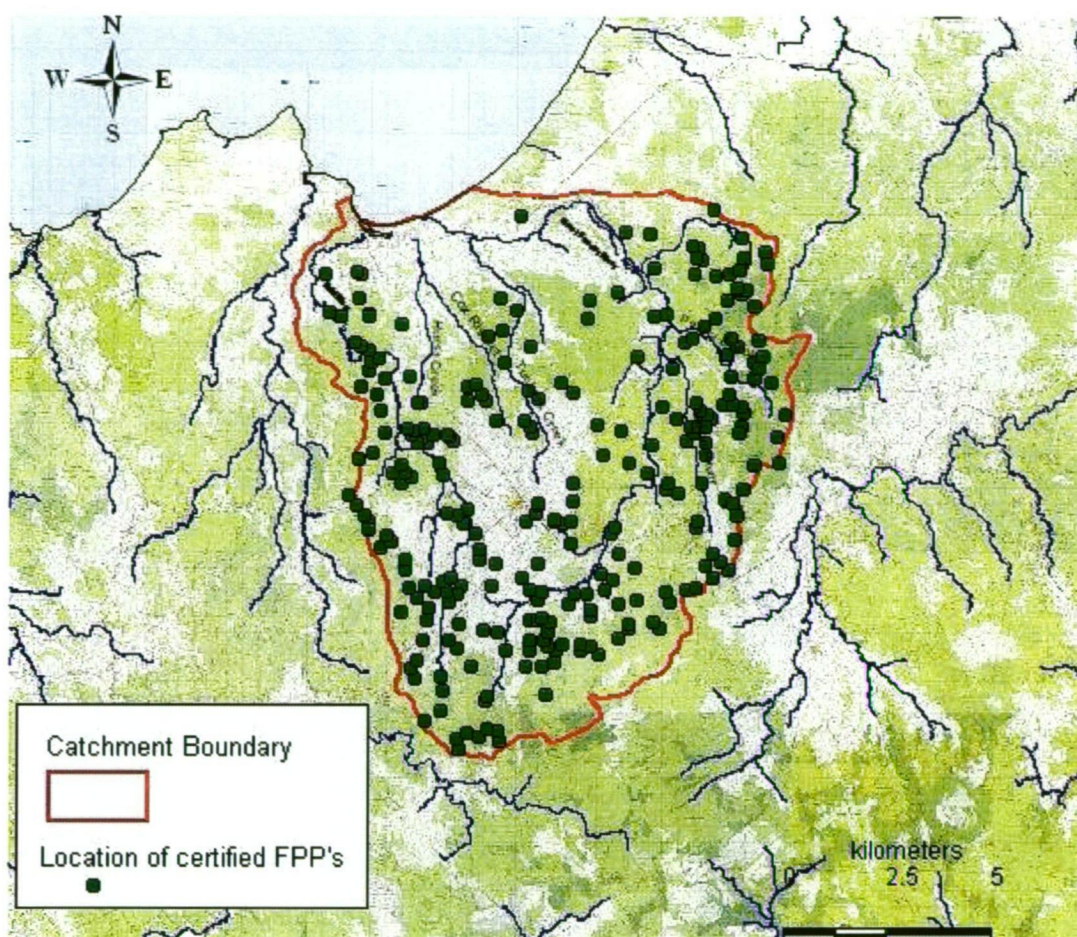 N
W E
S
Catchment Boundary
Location of certified FPP's
kilometers
0 2.5 5